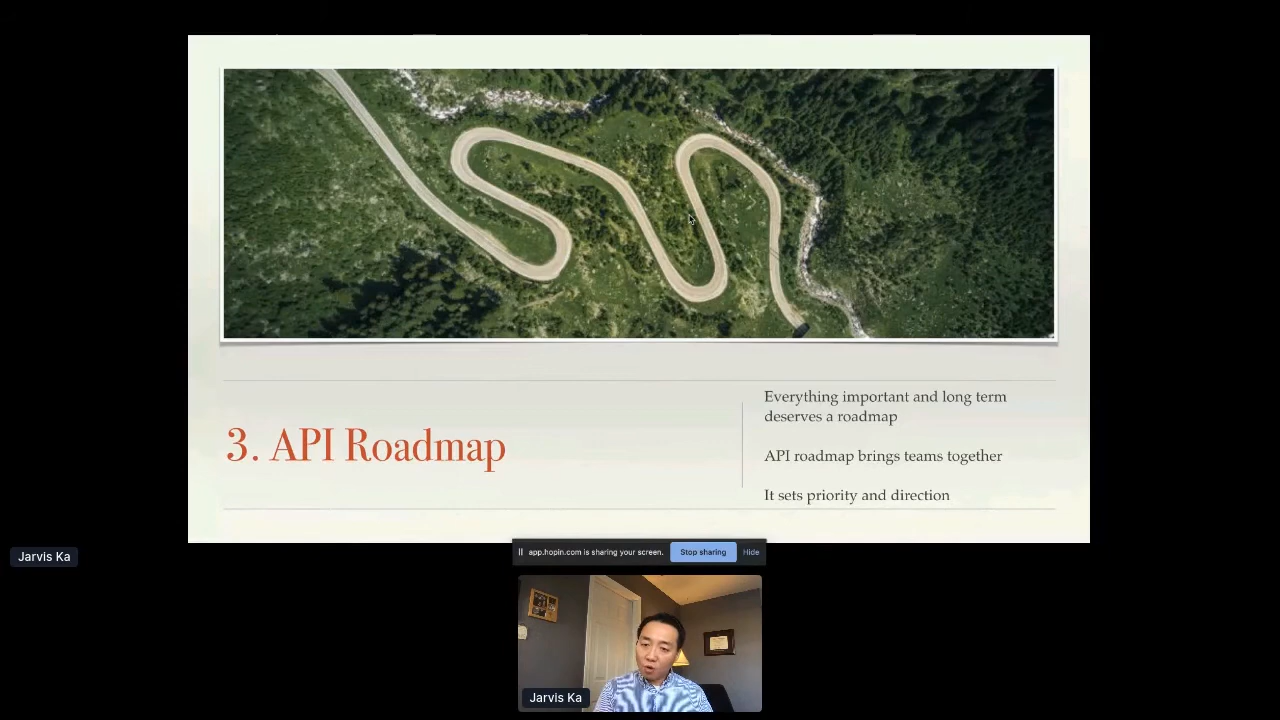 3. API Roadmap
Everything important and long term
deserves a roadmap
API roadmap brings teams together
It sets priority and direction
Jarvis Ka
app.hopin.com is sharing your screen.
Stop sharing
Hide
Jarvis Ka